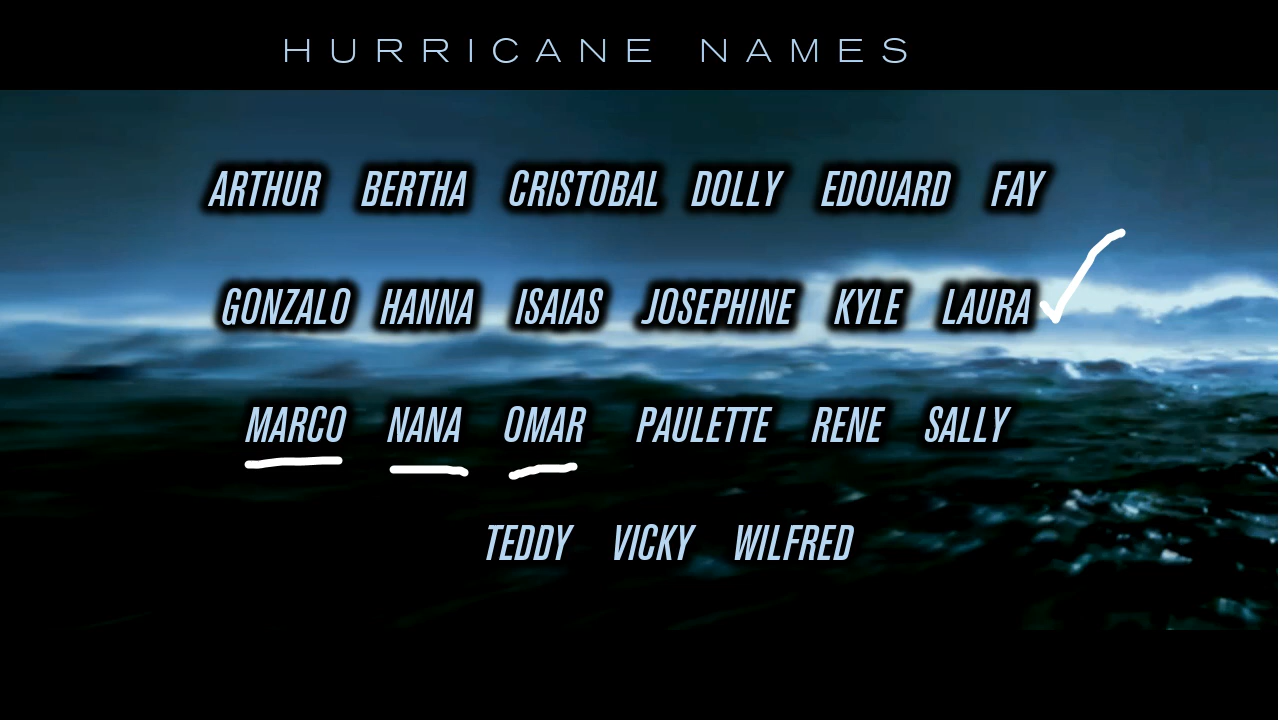 HURRICANE NAMES
ARTHUR BERTHA CRISTOBAL DOLLY EDOUARD FAY
GONZALO HANNA ISAIAS JOSEPHINE KYLE LAURA
MARCO NANA OMAR PAULETTE RENE SALLY
TEDDY VICKY WILFRED